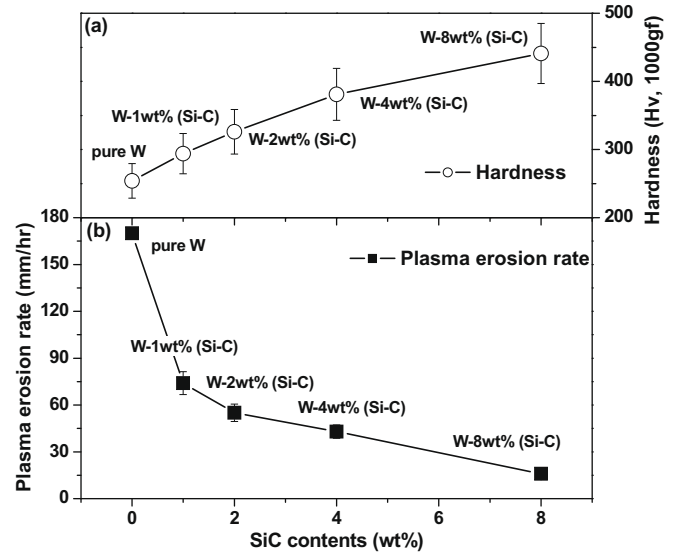 (a)
500
W-8wt% (Si-C)
400
W-4wt% (Si-C)
W-1wt% (Si-C)
W-2wt% (Si-C)
300
pure W
Hardness
200
Hardness (Hv, 1000gf)
180
(b)
pure W
Plasma erosion rate
150
120
W-1wt% (Si-C)
90
W-2wt% (Si-C)
60
W-4wt% (Si-C)
W-8wt% (Si-C)
30
0
Plasma erosion rate (mm/hr)
0 2 4 6 8
SiC contents (wt%)